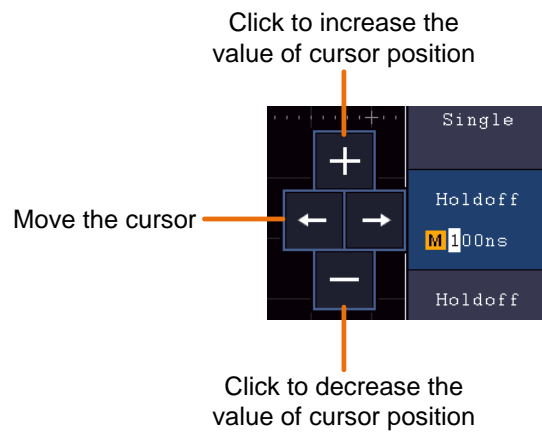 Click to increase the
value of cursor position
Single
Move the cursor
Holdoff
M 100ns
Holdoff
Click to decrease the
value of cursor position